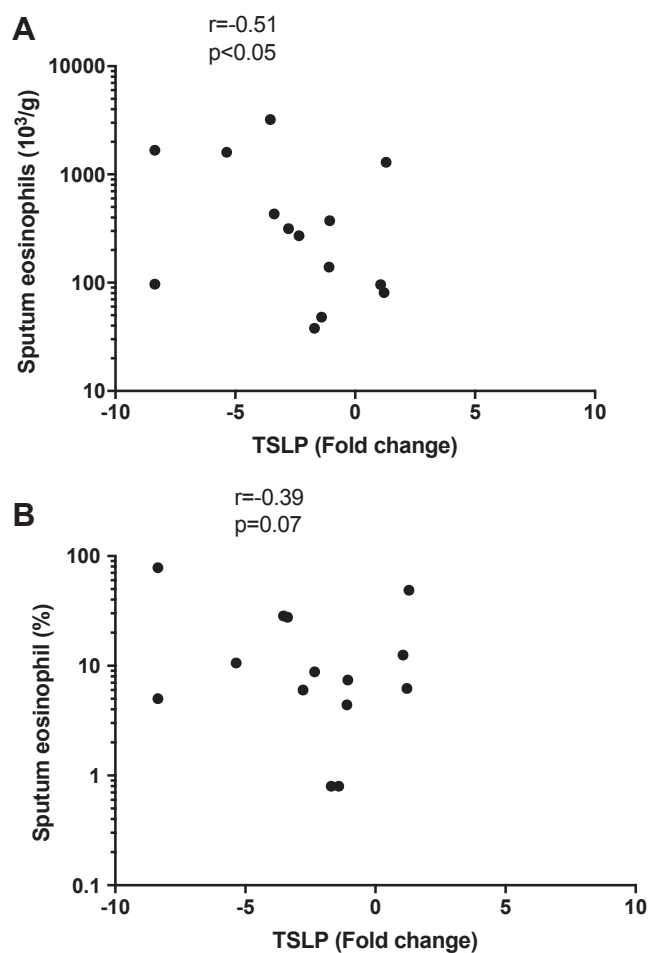 A
r=-0.51
p<0.05
Sputum eosinophils (10³/g)
10000
1000
100
10
-10 -5 0 5 10
TSLP (Fold change)
B
r=-0.39
p=0.07
Sputum eosinophil (%)
100
10
1
0.1
-10 -5 0 5 10
TSLP (Fold change)